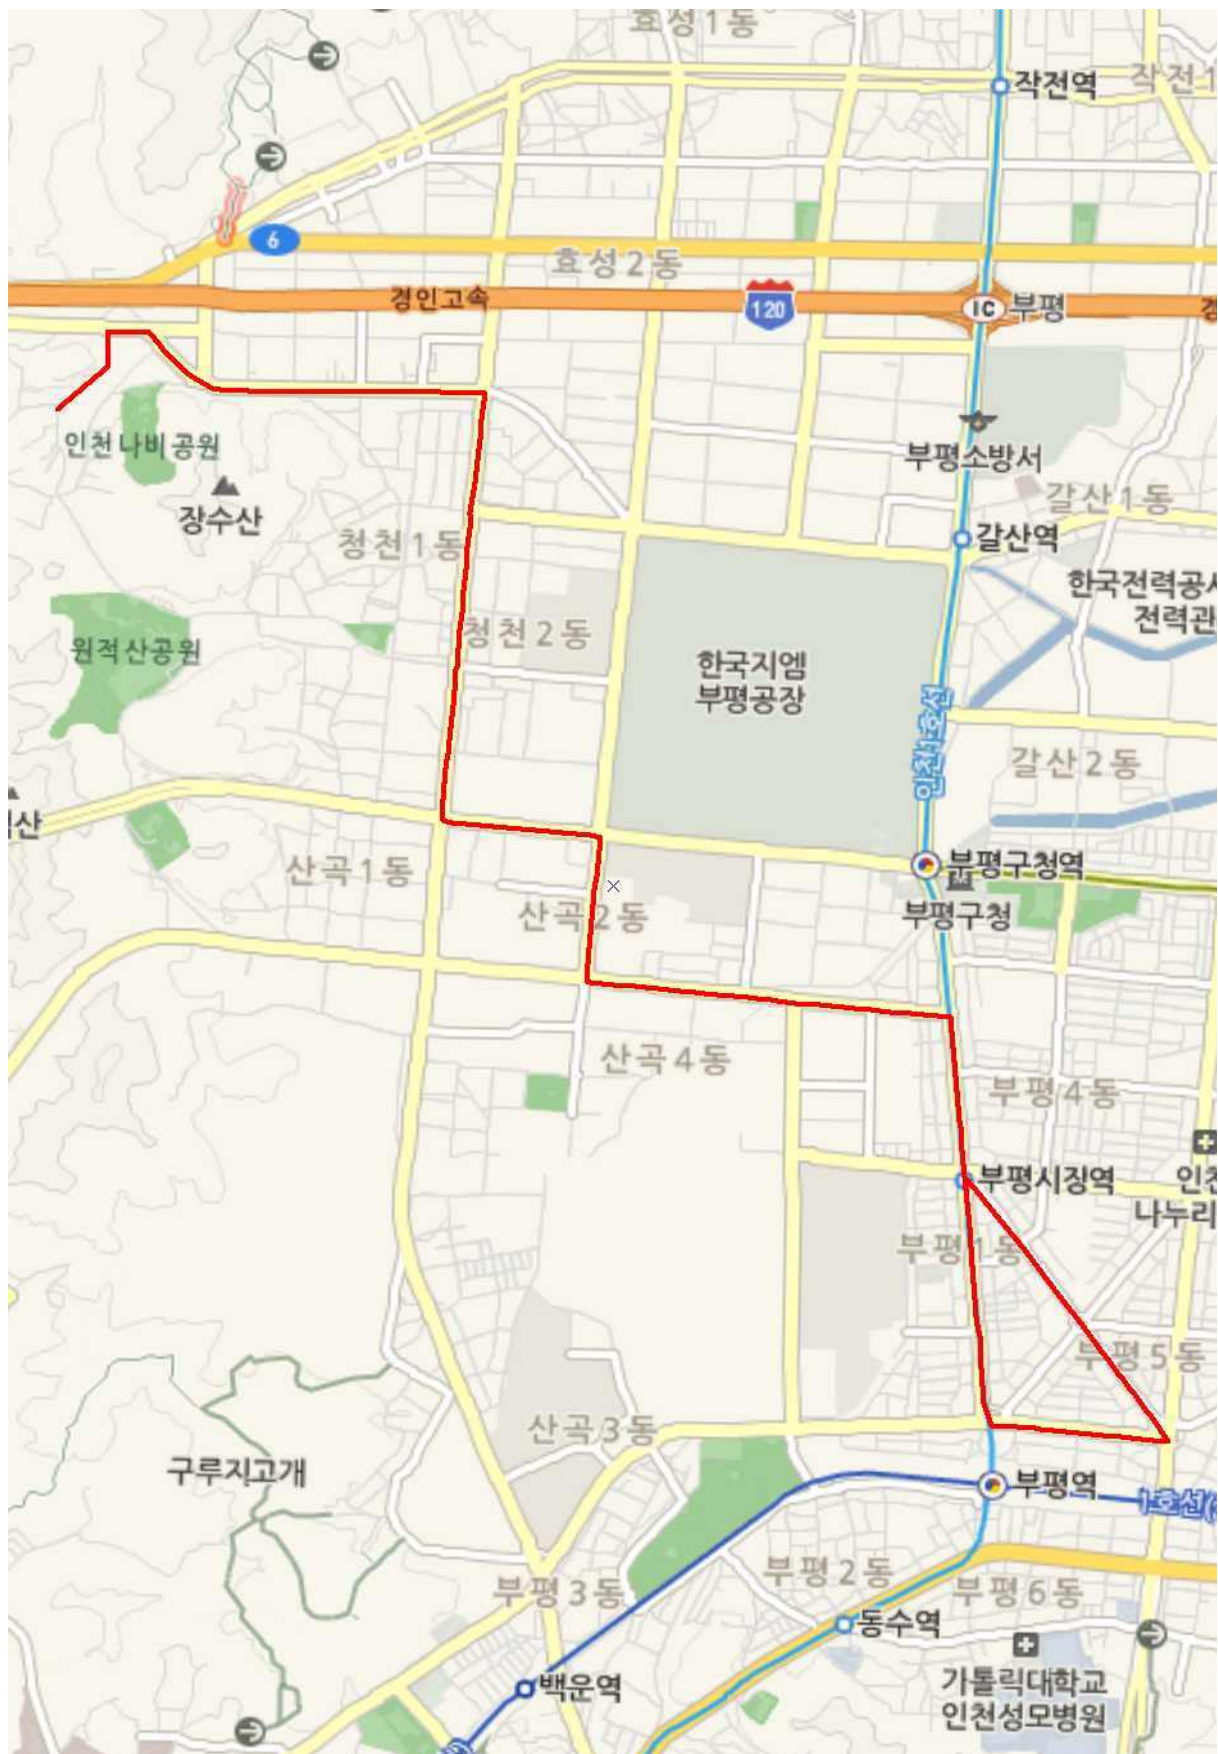 효성1동
작전역
작전1
6
효성2동
경인고속
120
IC
부평
경
인천나비공원
장수산
부평소방서
갈산1동
청천1동
갈산역
한국전력공사
전력관
청천2동
원적산공원
한국지엠
부평공장
인천1호선
갈산2동
산
산곡1동
부평구청역
산곡2동
부평구청
산곡4동
부평4동
부평시장역
인천
나누리
부평1동
부평5동
산곡3동
구루지고개
부평역
1호선(
부평2동
부평3동
부평6동
동수역
백운역
가톨릭대학교
인천성모병원